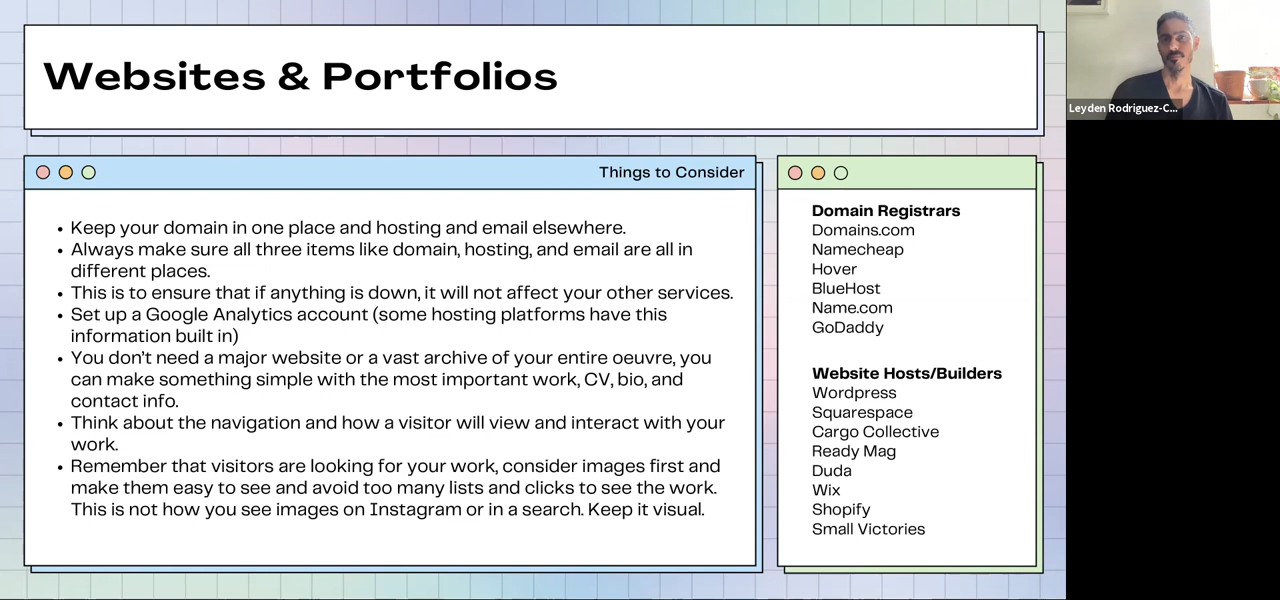 Websites & Portfolios
Things to Consider
• Keep your domain in one place and hosting and email elsewhere.
• Always make sure all three items like domain, hosting, and email are all in
different places.
• This is to ensure that if anything is down, it will not affect your other services.
• Set up a Google Analytics account (some hosting platforms have this
information built in)
• You don't need a major website or a vast archive of your entire oeuvre, you
can make something simple with the most important work, CV, bio, and
contact info.
• Think about the navigation and how a visitor will view and interact with your
work.
• Remember that visitors are looking for your work, consider images first and
make them easy to see and avoid too many lists and clicks to see the work.
This is not how you see images on Instagram or in a search. Keep it visual.
Domain Registrars
Domains.com
Namecheap
Hover
BlueHost
Name.com
GoDaddy
Website Hosts/Builders
Wordpress
Squarespace
Cargo Collective
Ready Mag
Duda
Wix
Shopify
Small Victories
Leyden Rodriguez-C...